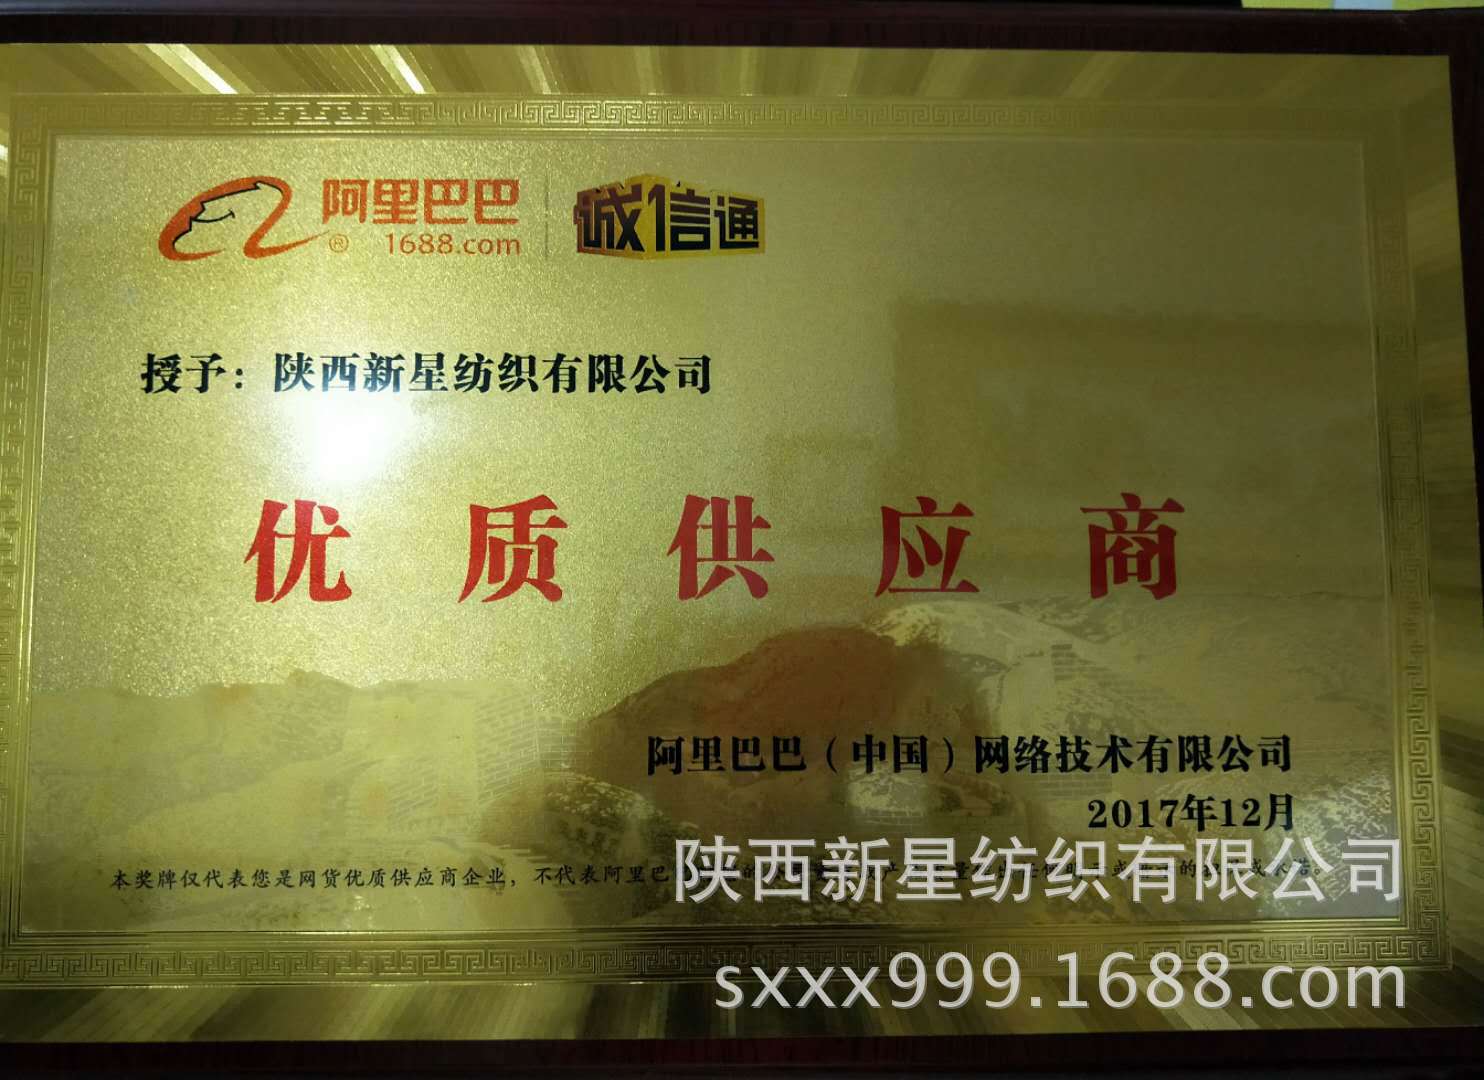 阿里巴巴
® 1688.com
诚信通
授予：陕西新星纺织有限公司
优质供应商
阿里巴巴（中国）网络技术有限公司
2017年12月
本奖牌仅代表您是网货优质供应商企业，不代表阿里巴
陕西新星纺织有限公司
sxxx999.1688.com